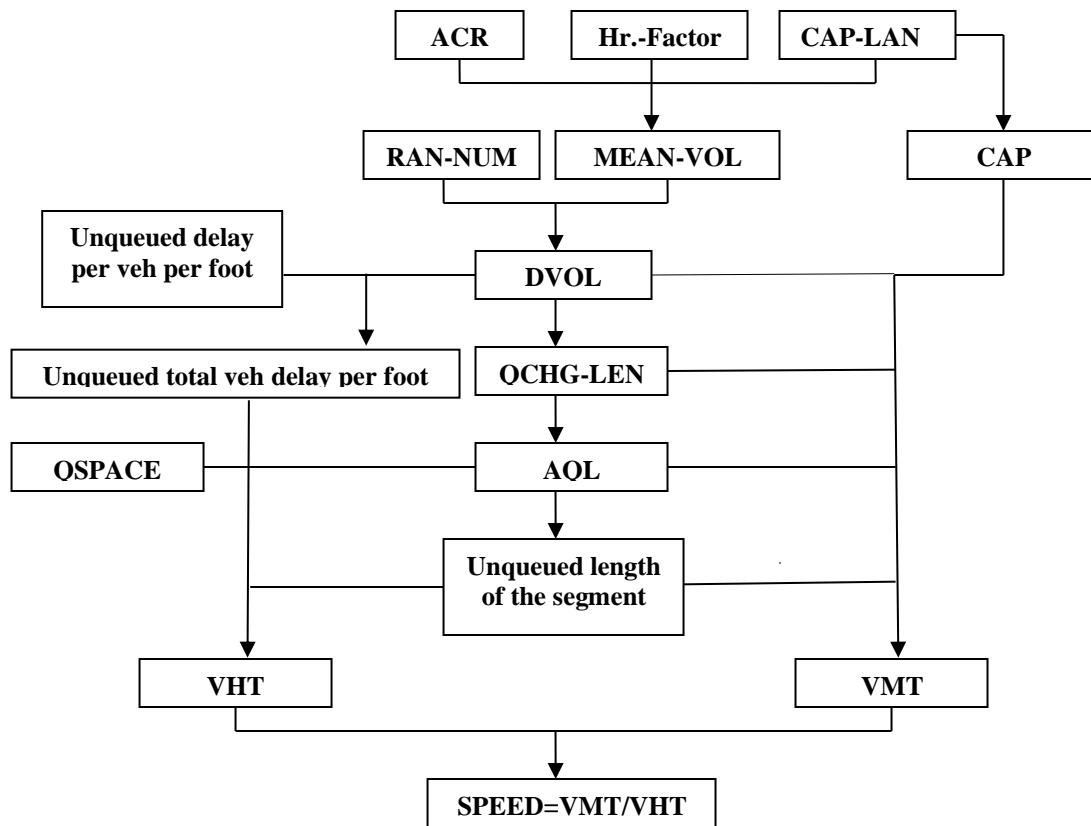 ACR
Hr.-Factor
CAP-LAN
RAN-NUM
MEAN-VOL
CAP
Unqueued delay
per veh per foot
DVOL
Unqueued total veh delay per foot
QCHG-LEN
QSPACE
AQL
Unqueued length
of the segment
VHT
VMT
SPEED=VMT/VHT